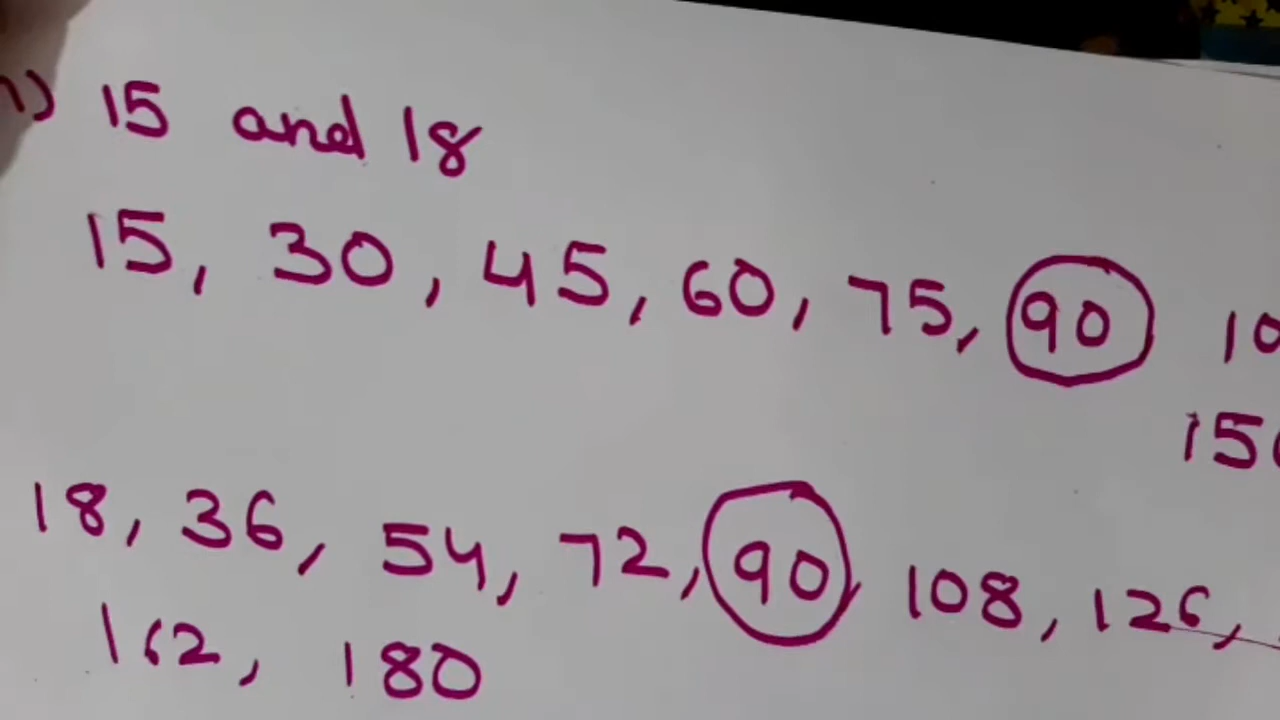 15 and 18
15, 30, 45, 60, 75, 90
18, 36, 54, 72, 90, 108, 126,
162, 180